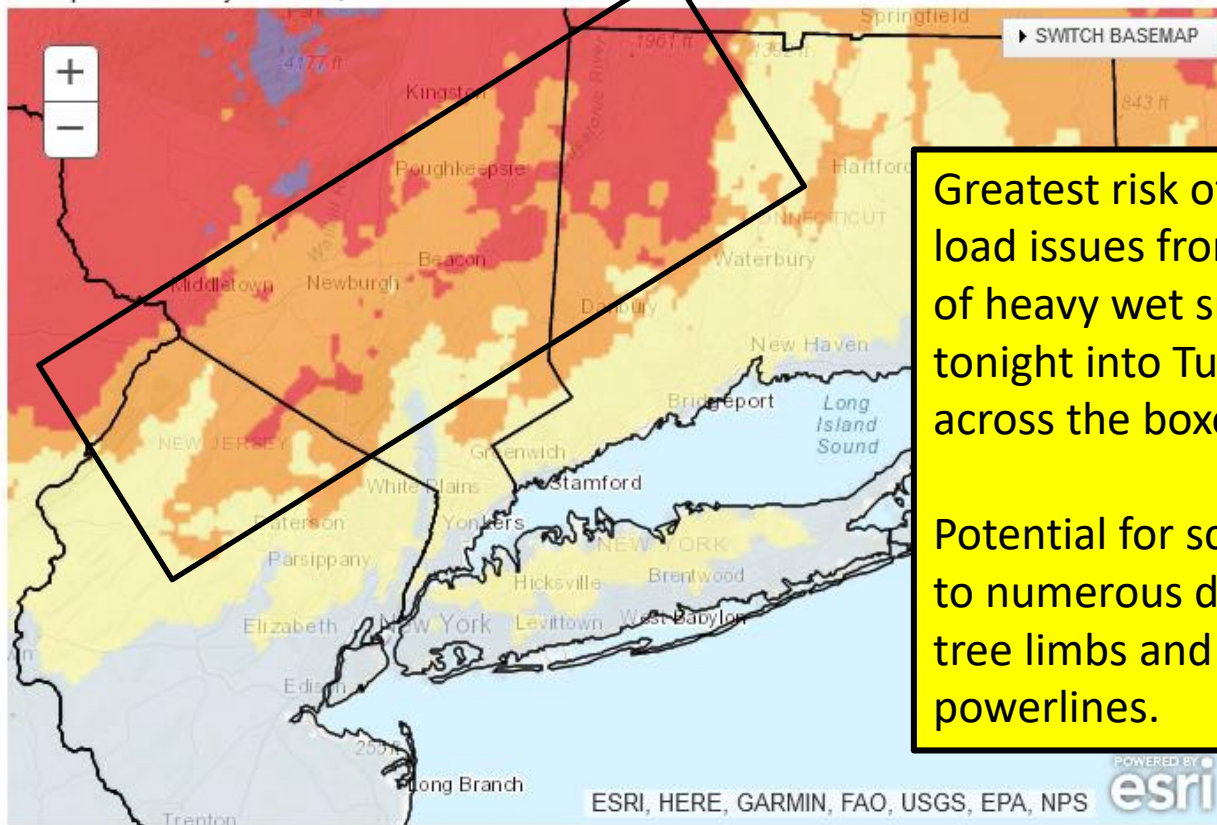 Springfield
SWITCH BASEMAP
+
−
4177 ft
1961 ft
Kingston
843 ft
Poughkeepsie
Hartford
CONNECTICUT
Waterbury
Beacon
Middletown
Newburgh
Danbury
New Haven
Bridgeport
Long
Island
Sound
NEW JERSEY
Greenwich
White Plains
Stamford
Paterson
Yonkers
Parsippany
NEW YORK
Hicksville
Brentwood
Elizabeth
New York
Levittown
West Babylon
Edison
255 ft
Long Branch
Trenton
Greatest risk of
load issues
of heavy wet
tonight into
across the
Potential for
to numerous
tree limbs and
powerlines.
ESRI, HERE, GARMIN, FAO, USGS, EPA, NPS
POWERED BY
esri